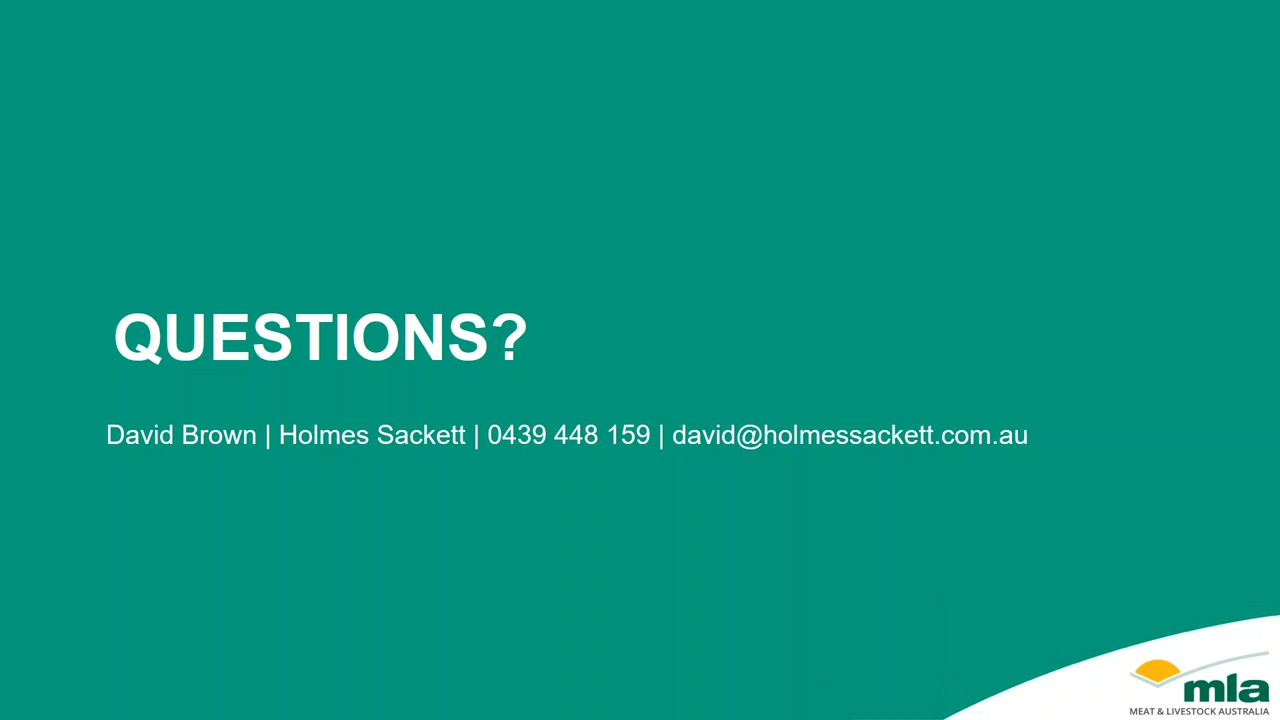 QUESTIONS?
David Brown | Holmes Sackett | 0439 448 159 | david@holmessackett.com.au
mla
MEAT & LIVESTOCK AUSTRALIA